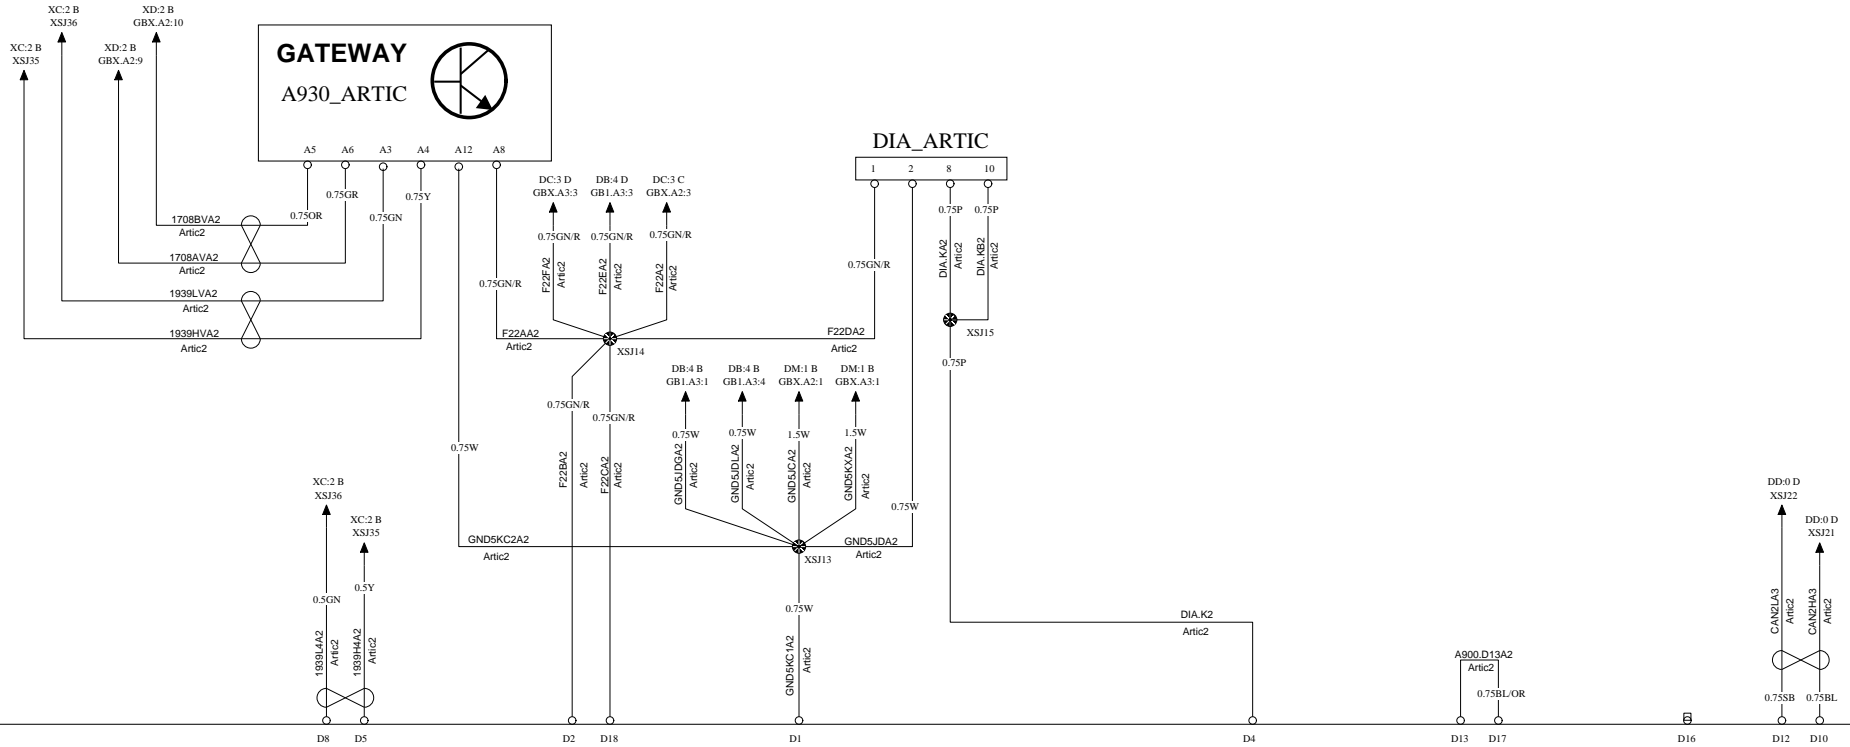 XC:2 B
XSJ36
XD:2 B
GBX.A2:10
XC:2 B
XSJ35
XD:2 B
GBX.A2:9
GATEWAY
A930_ARTIC
A5
A6
A3
A4
A12
A8
0.75OR
0.75GR
0.75GN
0.75Y
1708BVA2
Artic2
1708AVA2
Artic2
1939LVA2
Artic2
1939HVA2
Artic2
DC:3 D
GBX.A3:3
DB:4 D
GB1.A3:3
DC:3 C
GBX.A2:3
0.75GN/R
0.75GN/R
0.75GN/R
F22FA2
Artic2
F22EA2
Artic2
F22A2
Artic2
0.75GN/R
F22AA2
Artic2
XSJ14
F22DA2
Artic2
DIA_ARTIC
1
2
8
10
0.75P
0.75P
DIA.KA2
Artic2
DIA.KB2
Artic2
0.75GN/R
XSJ15
0.75P
DB:4 B
GB1.A3:1
DB:4 B
GB1.A3:4
DM:1 B
GBX.A2:1
DM:1 B
GBX.A3:1
0.75GN/R
0.75GN/R
0.75W
0.75W
0.75W
1.5W
1.5W
F22BA2
Artic2
F22CA2
Artic2
GND5JDGA2
Artic2
GND5JDLA2
Artic2
GND5JCA2
Artic2
GND5KXA2
Artic2
0.75W
GND5KC2A2
Artic2
XSJ13
GND5JDA2
Artic2
XC:2 B
XSJ36
XC:2 B
XSJ35
0.5GN
0.5Y
1939L4A2
Artic2
1939H4A2
Artic2
0.75W
GND5KC1A2
Artic2
DIA.K2
Artic2
A900.D13A2
Artic2
0.75BL/OR
DD:0 D
XSJ22
DD:0 D
XSJ21
CAN2LA3
Artic2
CAN2HA3
Artic2
0.75SB
0.75BL
D8
D5
D2
D18
D1
D4
D13
D17
D16
D12
D10